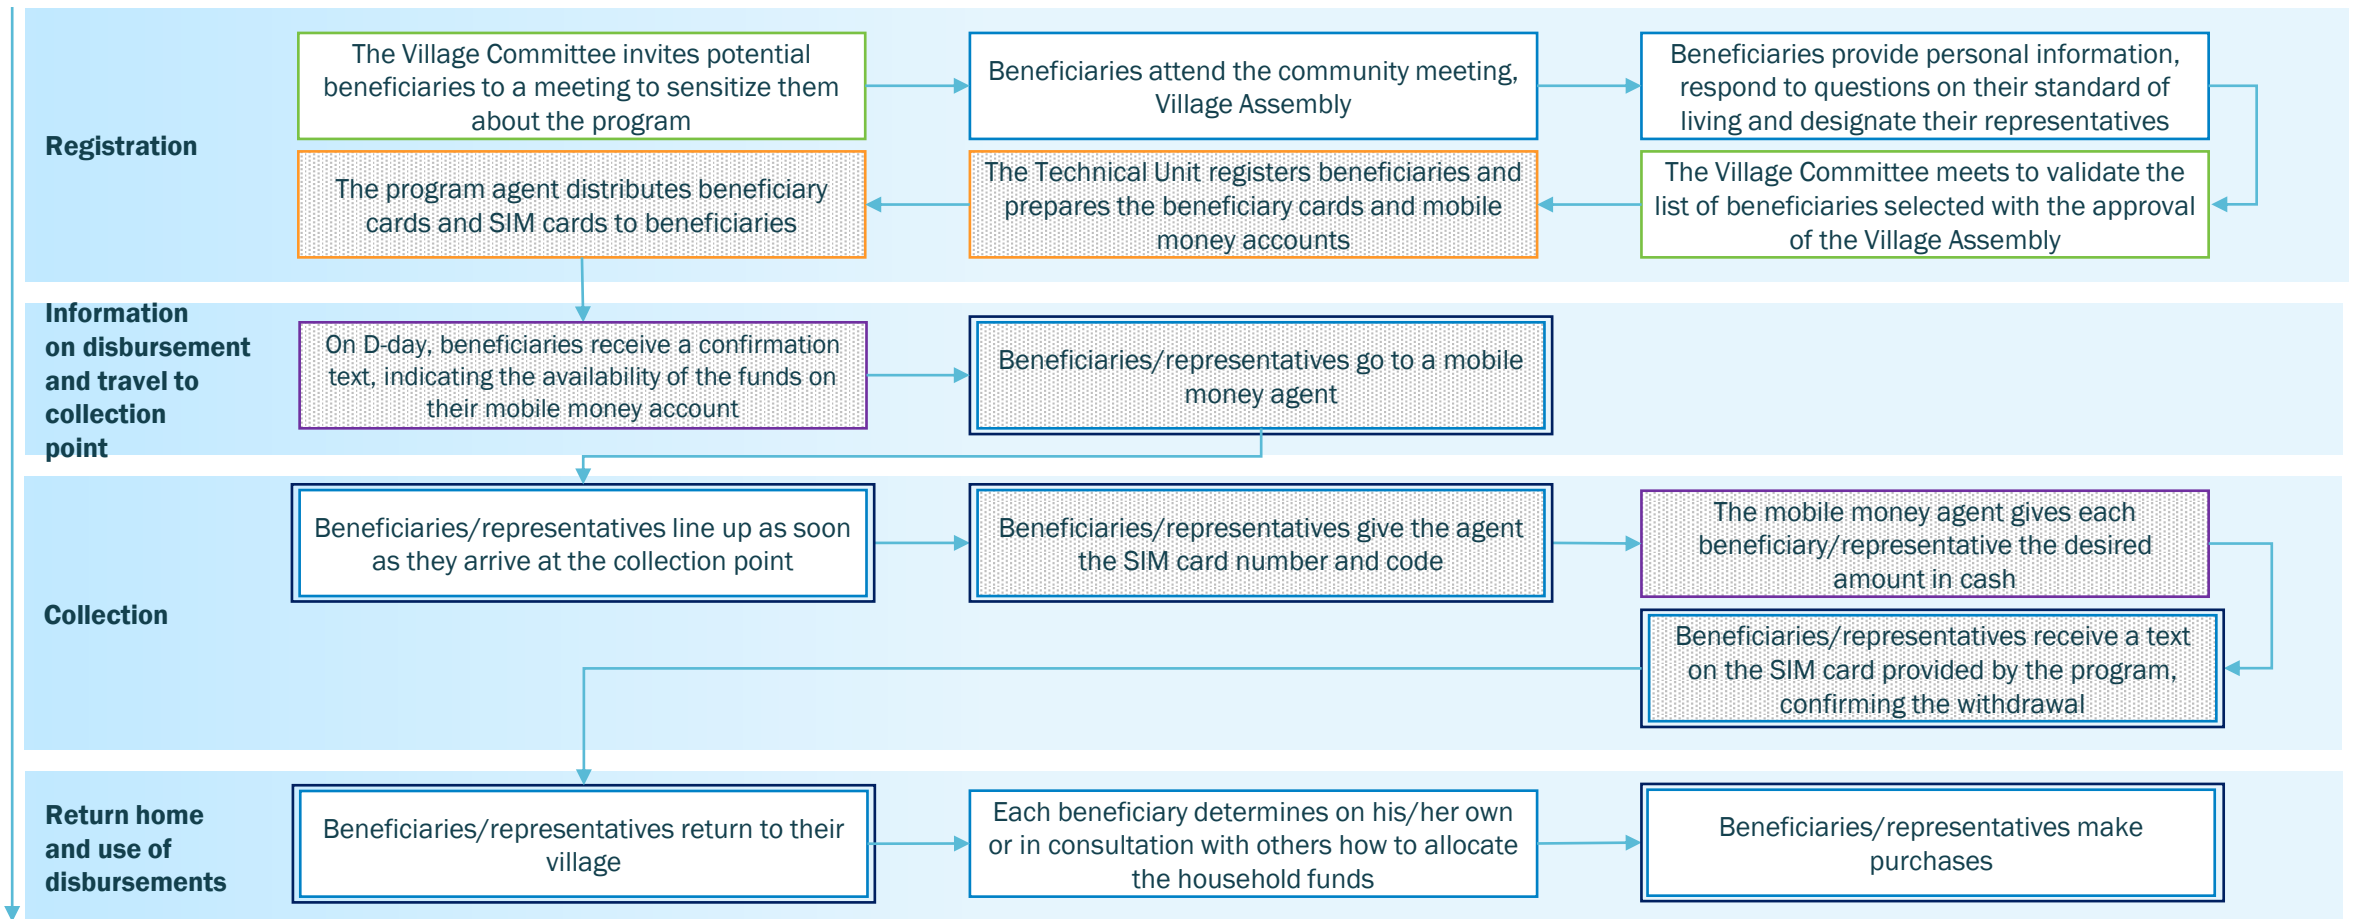 Registration
The Village Committee invites potential
beneficiaries to a meeting to sensitize them
about the program
Beneficiaries attend the community meeting,
Village Assembly
Beneficiaries provide personal information,
respond to questions on their standard of
living and designate their representatives
The program agent distributes beneficiary
cards and SIM cards to beneficiaries
The Technical Unit registers beneficiaries and
prepares the beneficiary cards and mobile
money accounts
The Village Committee meets to validate the
list of beneficiaries selected with the approval
of the Village Assembly
Information
on disbursement
and travel to
collection
point
On D-day, beneficiaries receive a confirmation
text, indicating the availability of the funds on
their mobile money account
Beneficiaries/representatives go to a mobile
money agent
Collection
Beneficiaries/representatives line up as soon
as they arrive at the collection point
Beneficiaries/representatives give the agent
the SIM card number and code
The mobile money agent gives each
beneficiary/representative the desired
amount in cash
Beneficiaries/representatives receive a text
on the SIM card provided by the program,
confirming the withdrawal
Return home
and use of
disbursements
Beneficiaries/representatives return to their
village
Each beneficiary determines on his/her own
or in consultation with others how to allocate
the household funds
Beneficiaries/representatives make
purchases